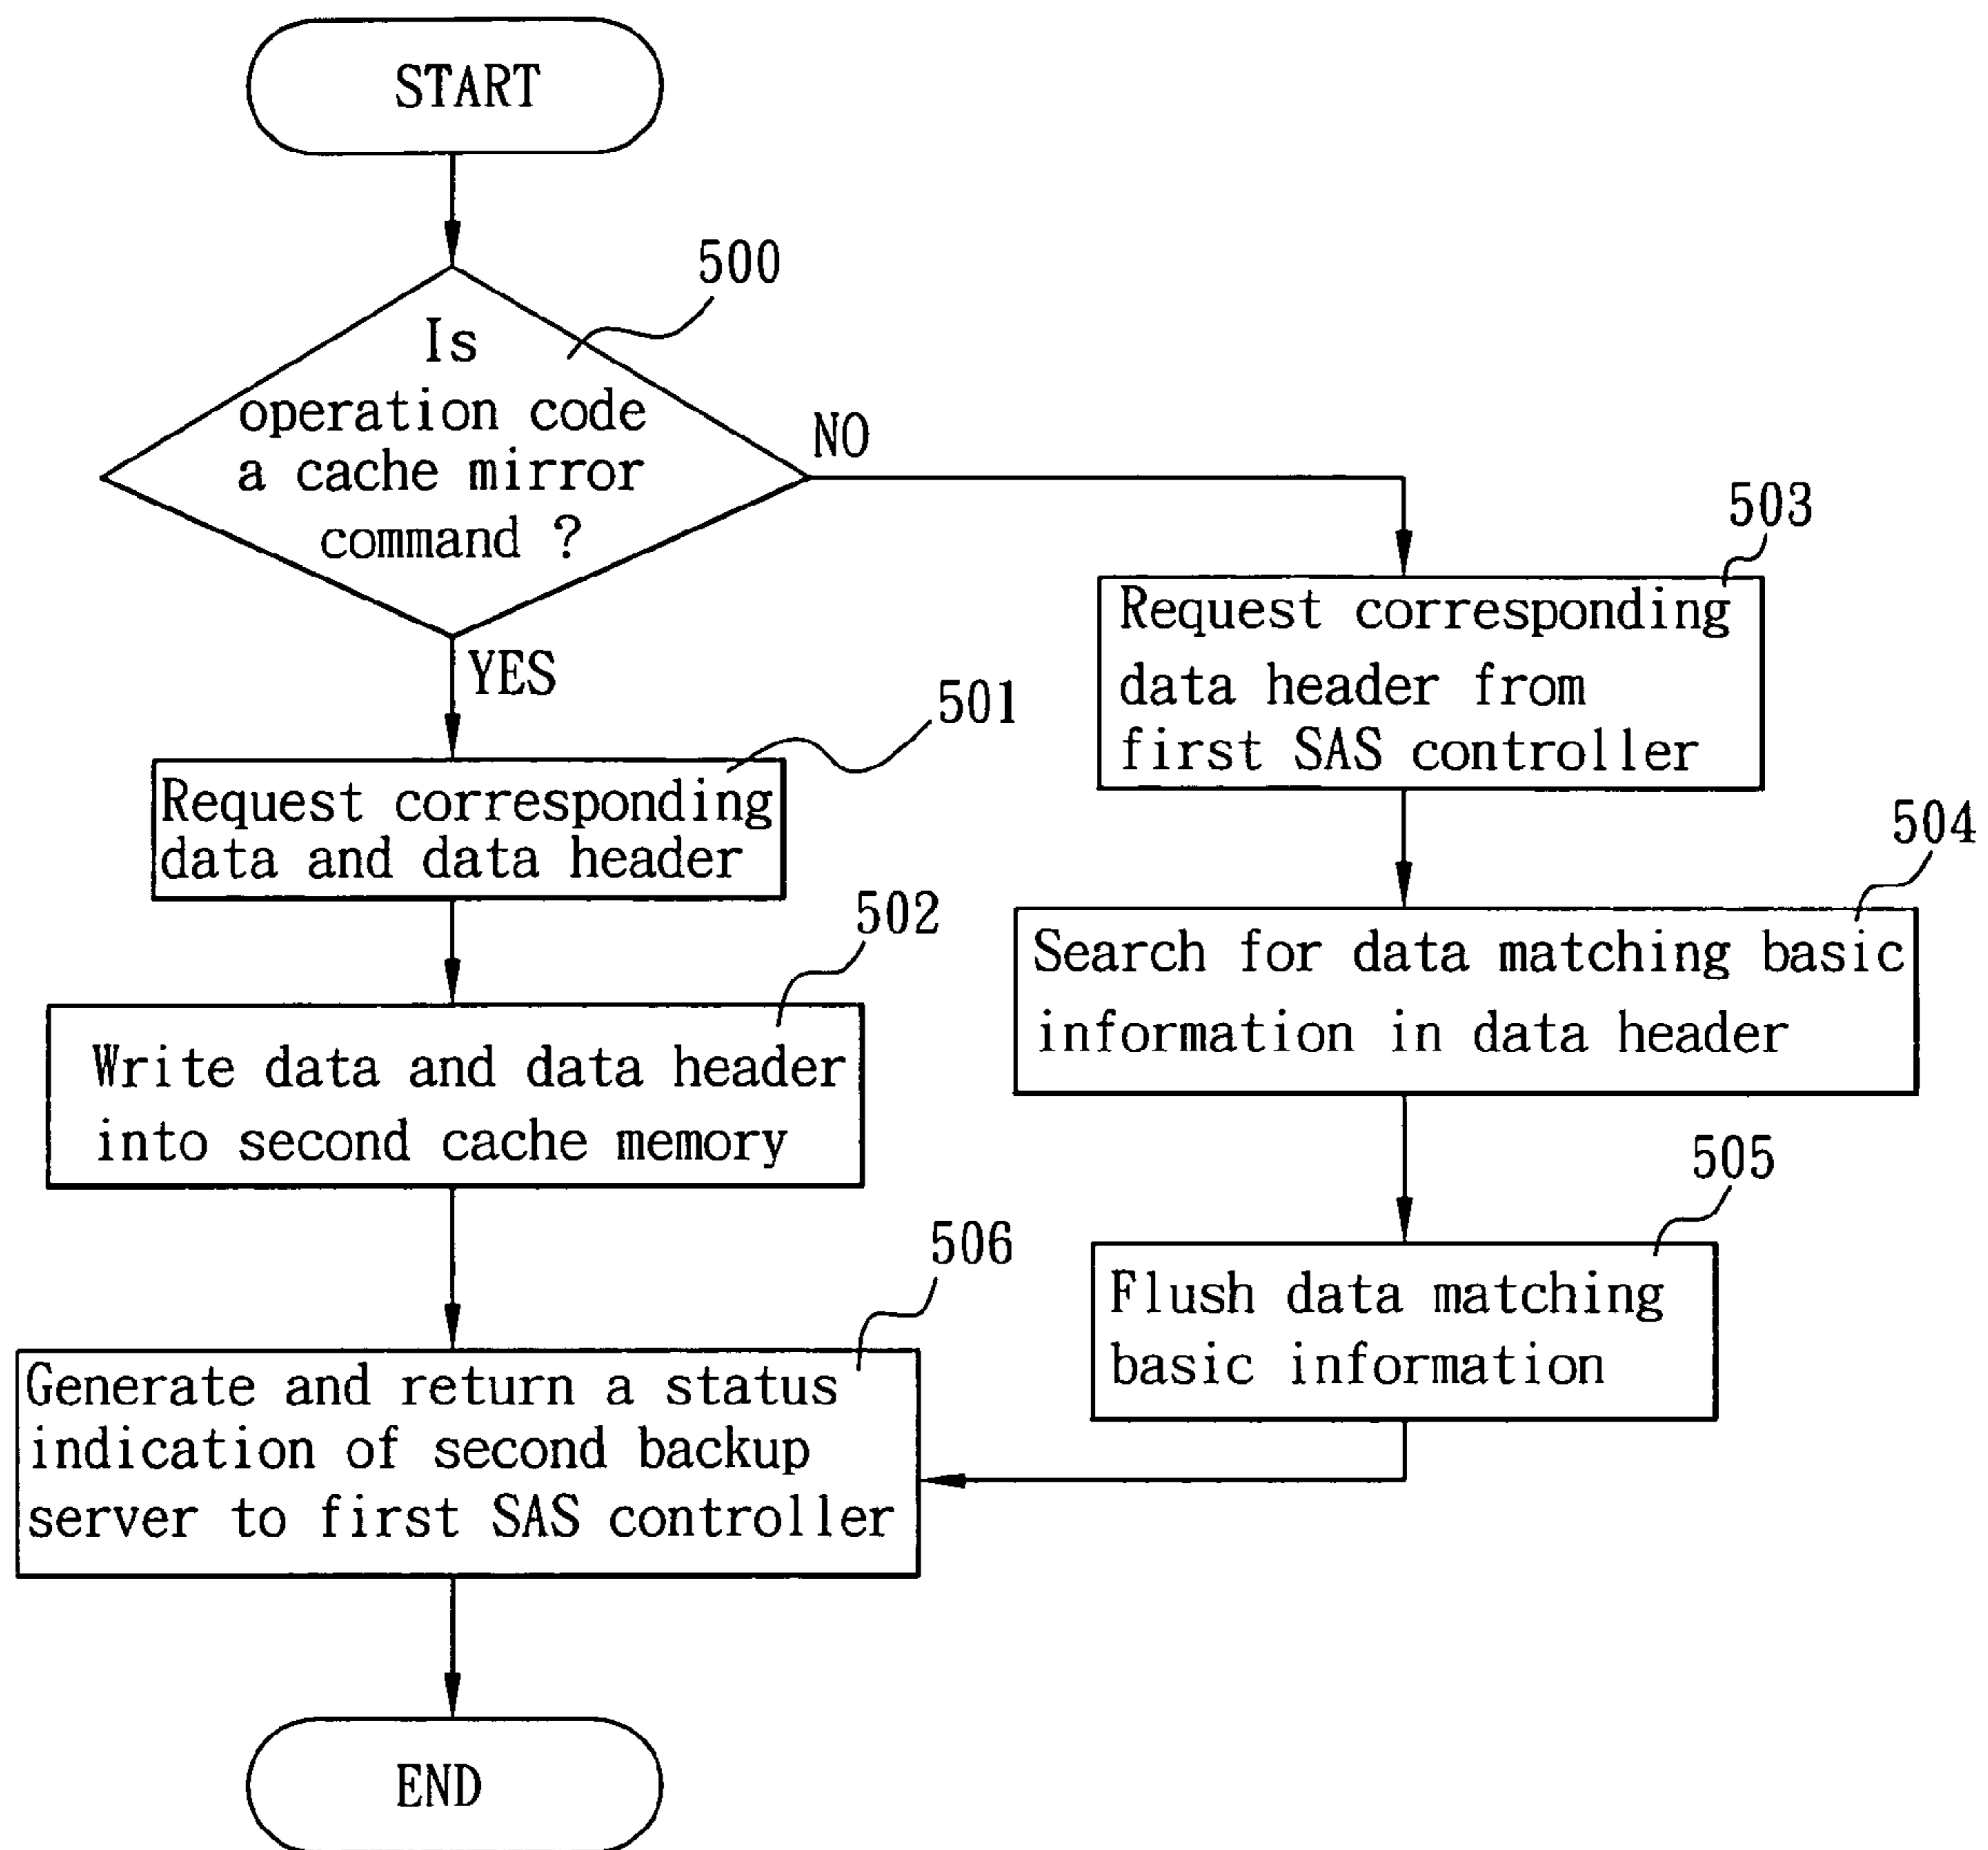 START
500
Is
operation code
a cache mirror
command ?
NO
YES
503
Request corresponding
data header from
first SAS controller
501
Request corresponding
data and data header
504
Search for data matching basic
information in data header
502
Write data and data header
into second cache memory
505
Flush data matching
basic information
506
Generate and return a status
indication of second backup
server to first SAS controller
END